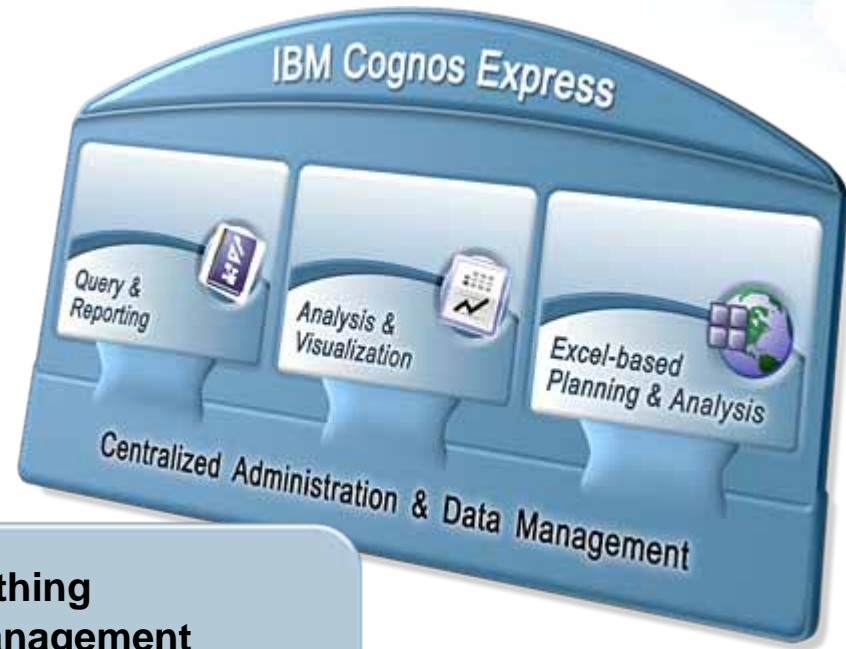 IBM Cognos Express
Query &
Reporting
Analysis &
Visualization
Excel-based
Planning & Analysis
Centralized Administration & Data Management
thing
nagement